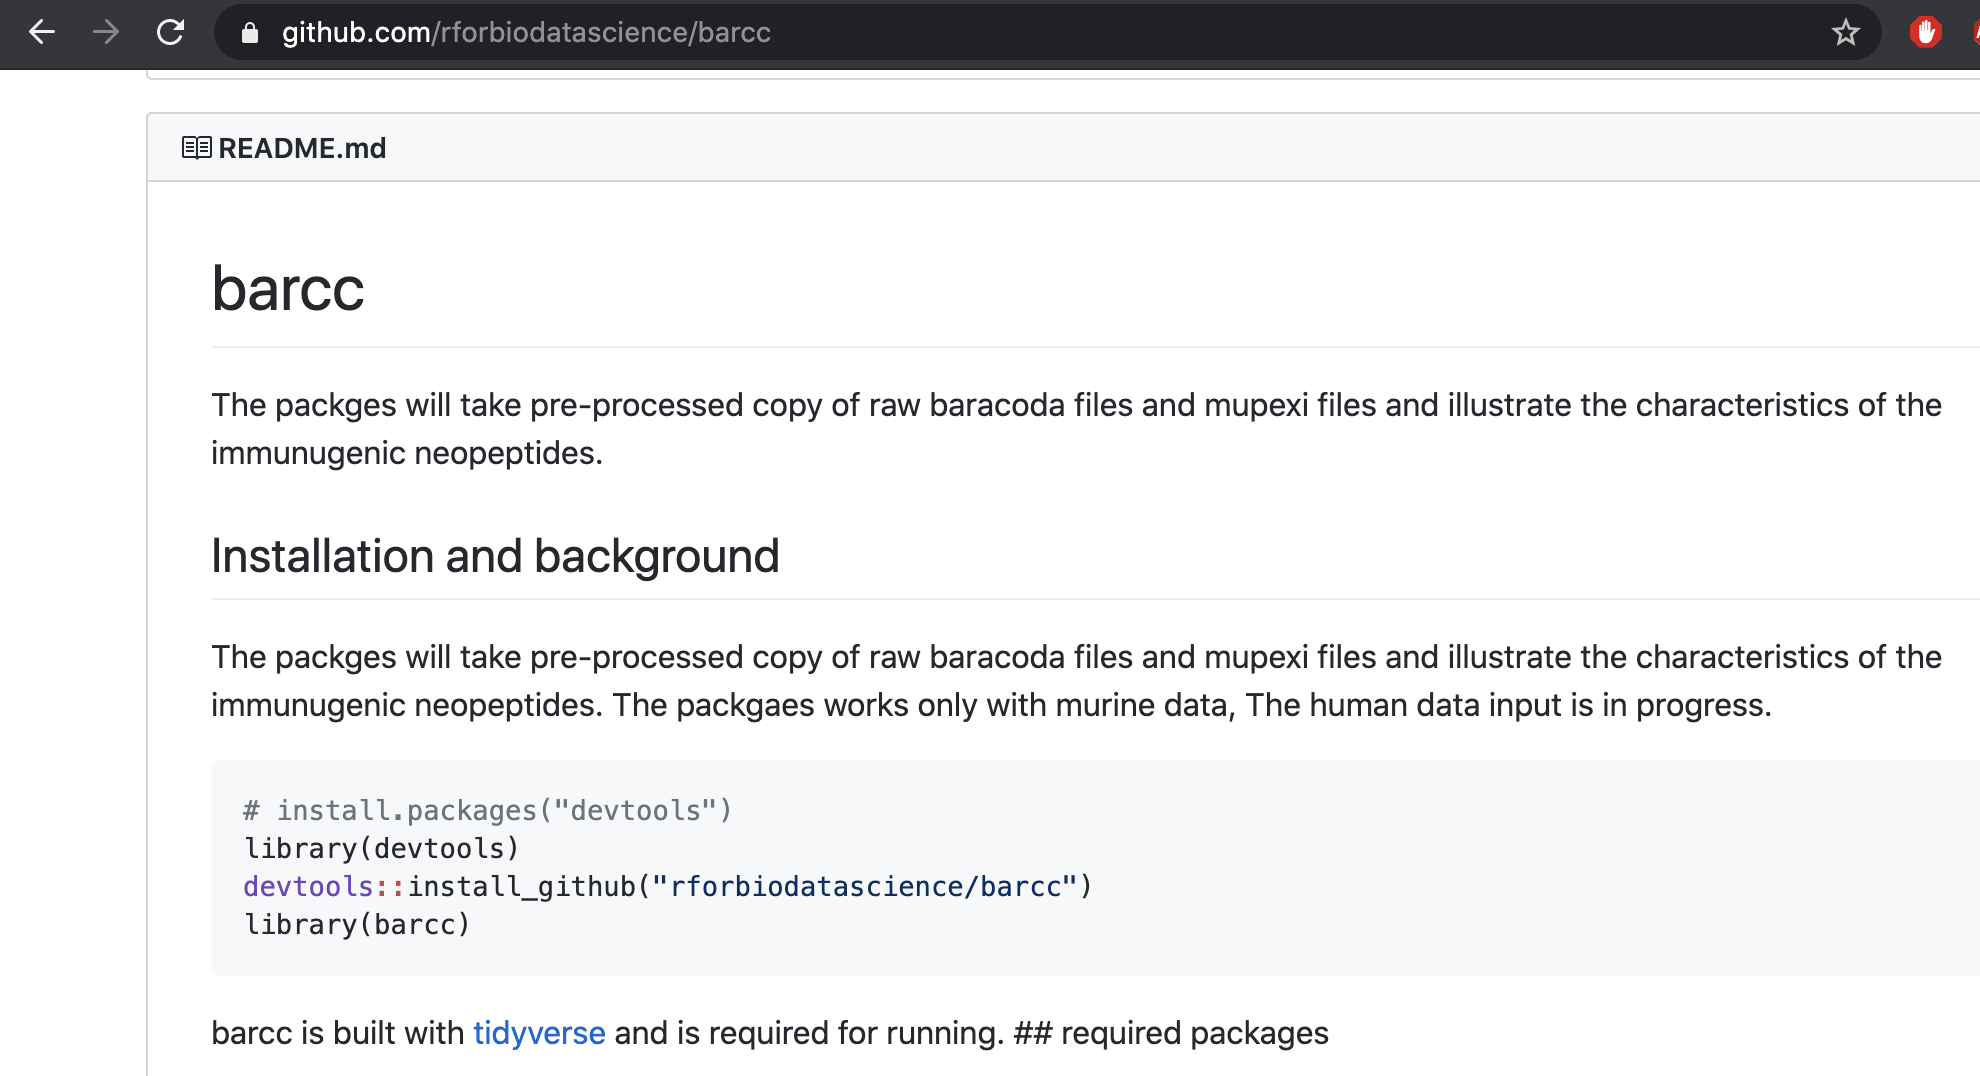 github.com/rforbiodatascience/barcc
README.md
barcc
The packges will take pre-processed copy of raw baracoda files and mupexi files and illustrate the characteristics of the
immunugenic neopeptides.
Installation and background
The packges will take pre-processed copy of raw baracoda files and mupexi files and illustrate the characteristics of the
immunugenic neopeptides. The packgaes works only with murine data, The human data input is in progress.
# install.packages("devtools")
library(devtools)
devtools::install_github("rforbiodatascience/barcc")
library(barcc)
barcc is built with tidyverse and is required for running. ## required packages